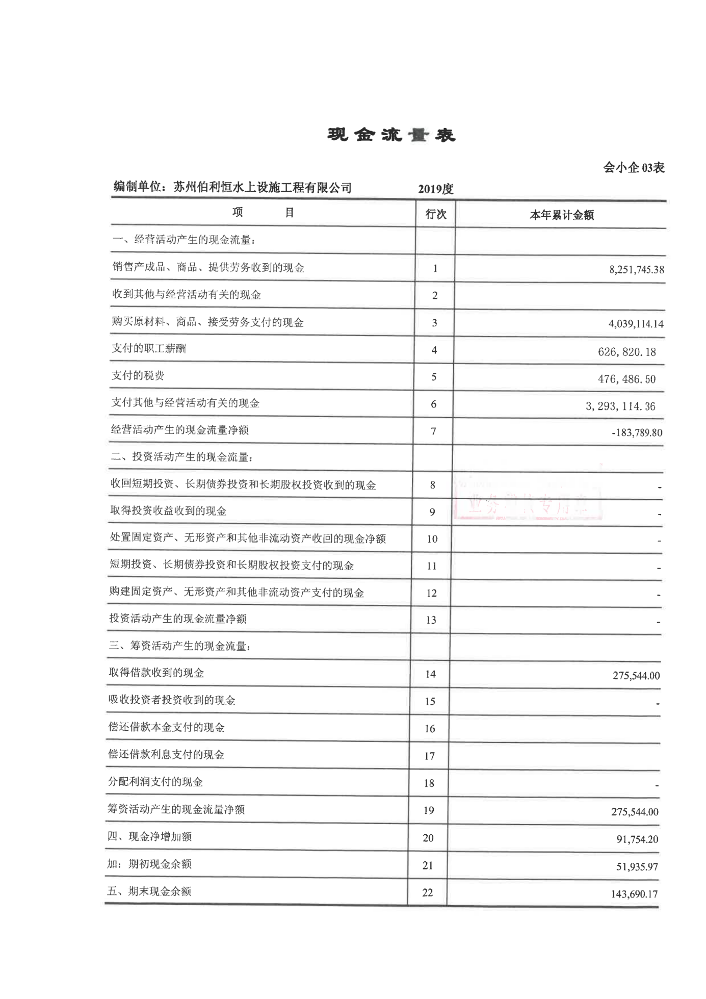 现金流量表
会小企 03表
编制单位：苏州伯利恒水上设施工程有限公司 2019度
项 目 行次 本年累计金额
一、经营活动产生的现金流量：
销售产成品、商品、提供劳务收到的现金 1 8,251,745.38
收到其他与经营活动有关的现金 2
购买原材料、商品、接受劳务支付的现金 3 4,039,114.14
支付的职工薪酬 4 626,820.18
支付的税费 5 476,486.50
支付其他与经营活动有关的现金 6 3,293,114.36
经营活动产生的现金流量净额 7 -183,789.80
二、投资活动产生的现金流量：
收回短期投资、长期债券投资和长期股权投资收到的现金 8 -
取得投资收益收到的现金 9 -
业务 专用章
处置固定资产、无形资产和其他非流动资产收回的现金净额 10 -
短期投资、长期债券投资和长期股权投资支付的现金 11 -
购建固定资产、无形资产和其他非流动资产支付的现金 12 -
投资活动产生的现金流量净额 13 -
三、筹资活动产生的现金流量：
取得借款收到的现金 14 275,544.00
吸收投资者投资收到的现金 15 -
偿还借款本金支付的现金 16
偿还借款利息支付的现金 17
分配利润支付的现金 18 -
筹资活动产生的现金流量净额 19 275,544.00
四、现金净增加额 20 91,754.20
加：期初现金余额 21 51,935.97
五、期末现金余额 22 143,690.17